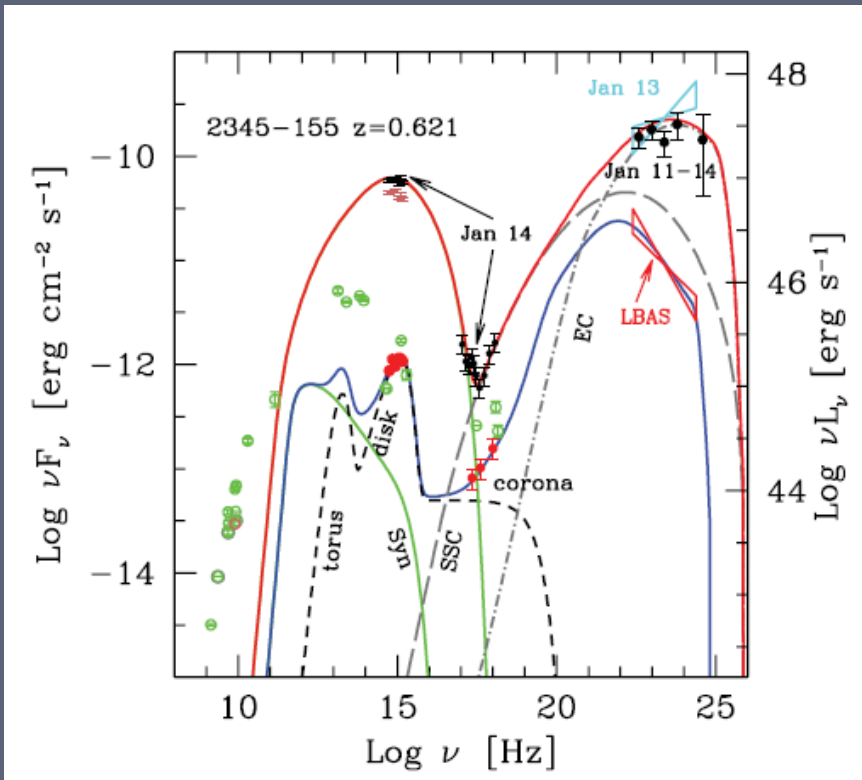 48
Jan 13
2345-155 z=0.621
-10
Jan 11-14
Jan 14
46
LBAS
EC
-12
disk
corona
44
torus
Syn
SSC
-14
10
15
20
25
Log ν [Hz]
Log νF_ν [erg cm⁻² s⁻¹]
Log νL_ν [erg s⁻¹]